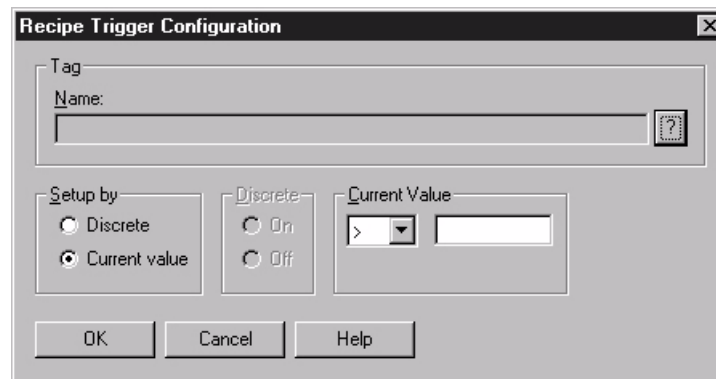 Recipe Trigger Configuration
Tag
Name:
?
Setup by
Discrete
Current value
Discrete
On
Off
Current Value
>
OK
Cancel
Help